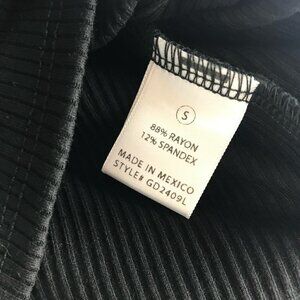 S
88% RAYON
12% SPANDEX
MADE IN MEXICO
STYLE# GD2409L